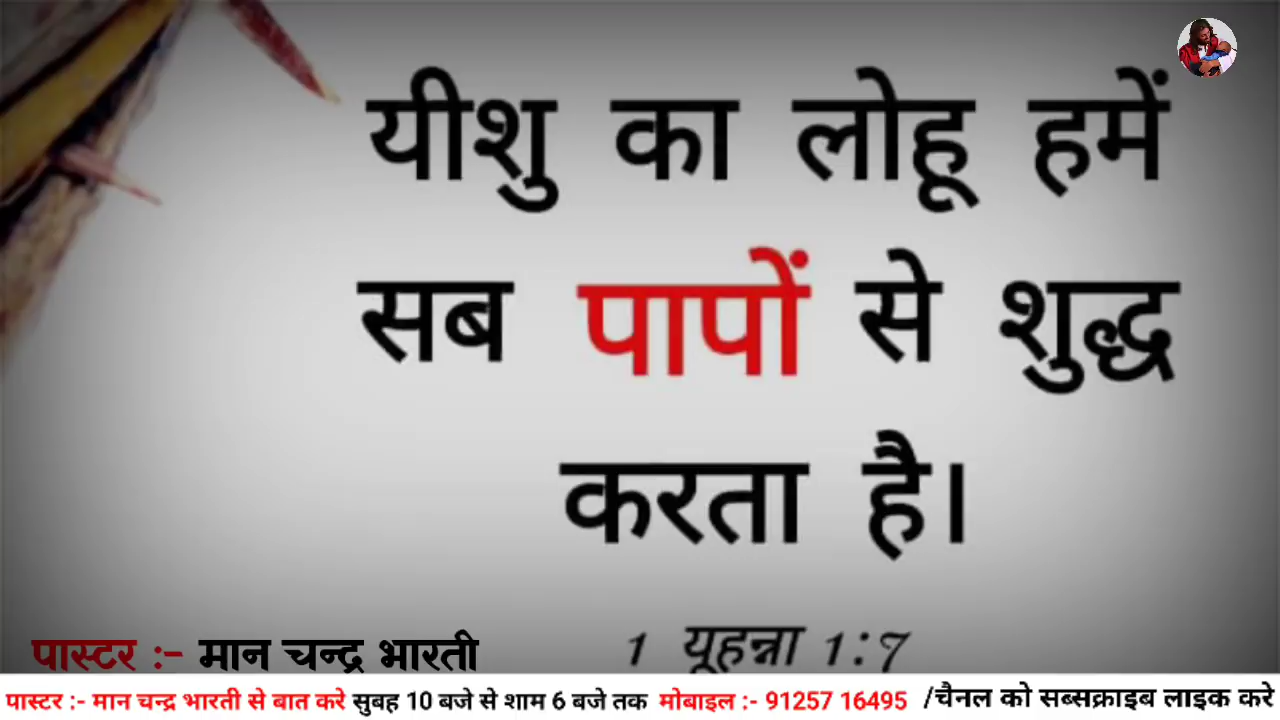 यीशु का लोहू हमें
सब पापों से शुद्ध
करता है।
1 यूहन्ना 1:7
पास्टर :- मान चन्द्र भारती
पास्टर :- मान चन्द्र भारती से बात करे सुबह 10 बजे से शाम 6 बजे तक मोबाइल :- 91257 16495 /चैनल को सब्सक्राइब लाइक करे